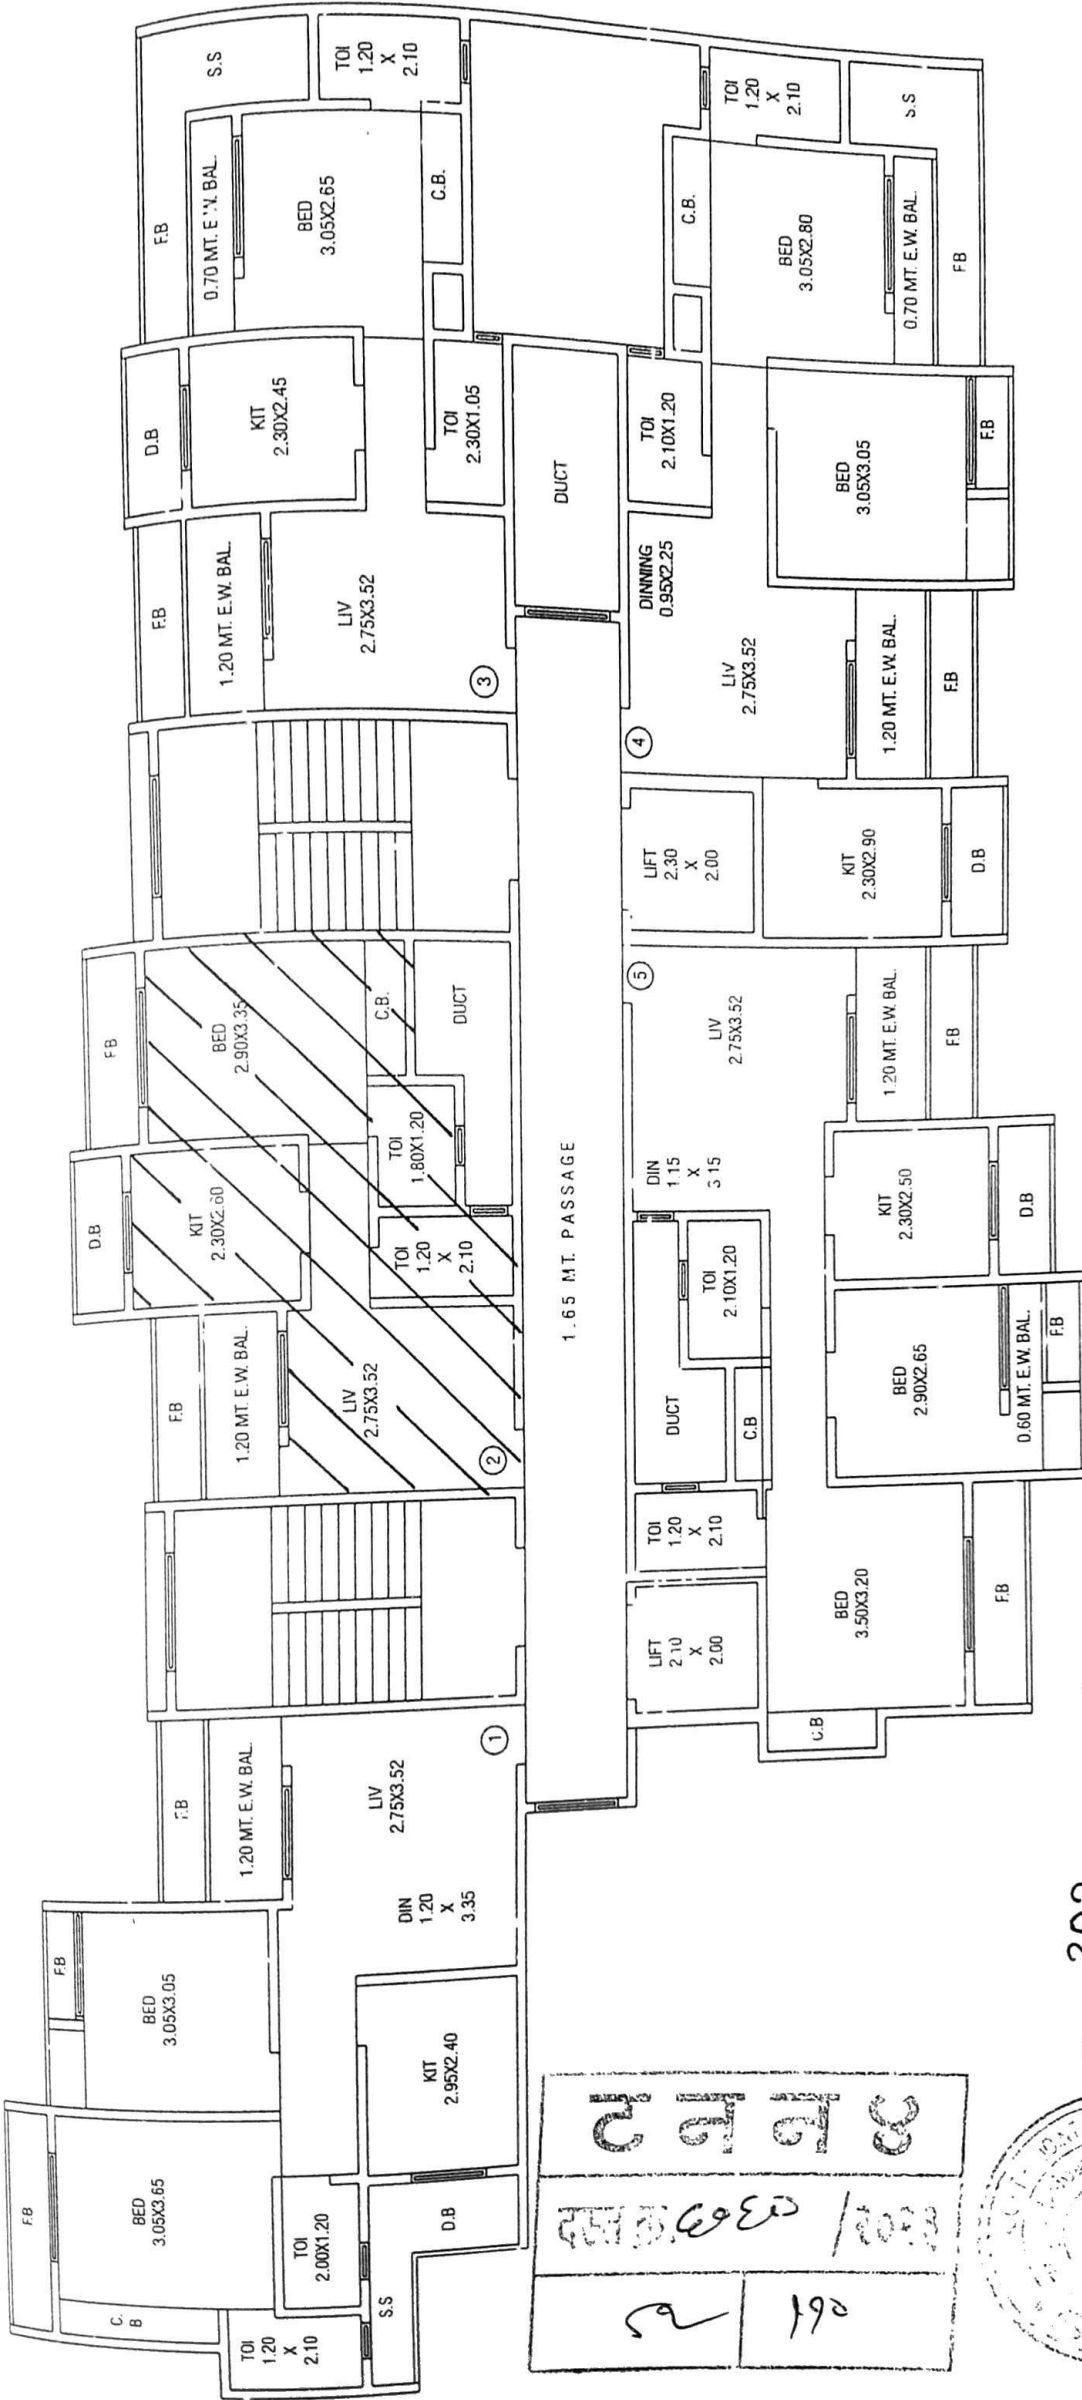 F.B
BED
3.05X3.65
C.
B
TOI
1.20
X
2.10
TOI
2.00X1.20
S.S
D.B
KIT
2.95X2.40
F.B
BED
3.05X3.05
DIN
1.20
X
3.35
F.B
1.20 MT. E.W. BAL.
LIV
2.75X3.52
1
F.B
1.20 MT. E.W. BAL.
LIV
2.75X3.52
2
D.B
KIT
2.30X2.60
TOI
1.20
X
2.10
TOI
1.80X1.20
F.B
BED
2.90X3.35
C.B.
DUCT
F.B
1.20 MT. E.W. BAL.
LIV
2.75X3.52
3
D.B
KIT
2.30X2.45
TOI
2.30X1.05
DUCT
F.B
0.70 MT. E.W. BAL.
BED
3.05X2.65
C.B.
S.S
TOI
1.20
X
2.10
1.65 MT. PASSAGE
LIFT
2.10
X
2.00
C.B
TOI
1.20
X
2.10
BED
3.50X3.20
F.B
DUCT
C.B
TOI
2.10X1.20
BED
2.90X2.65
0.60 MT. E.W. BAL.
F.B
DIN
1.15
X
3.15
KIT
2.30X2.50
D.B
5
LIV
2.75X3.52
1.20 MT. E.W. BAL.
F.B
LIFT
2.30
X
2.00
KIT
2.30X2.90
D.B
4
LIV
2.75X3.52
1.20 MT. E.W. BAL.
F.B
DINNING
0.95X2.25
TOI
2.10X1.20
BED
3.05X3.05
F.B
C.B.
BED
3.05X2.80
0.70 MT. E.W. BAL.
F.B
TOI
1.20
X
2.10
S.S
ट न न ८